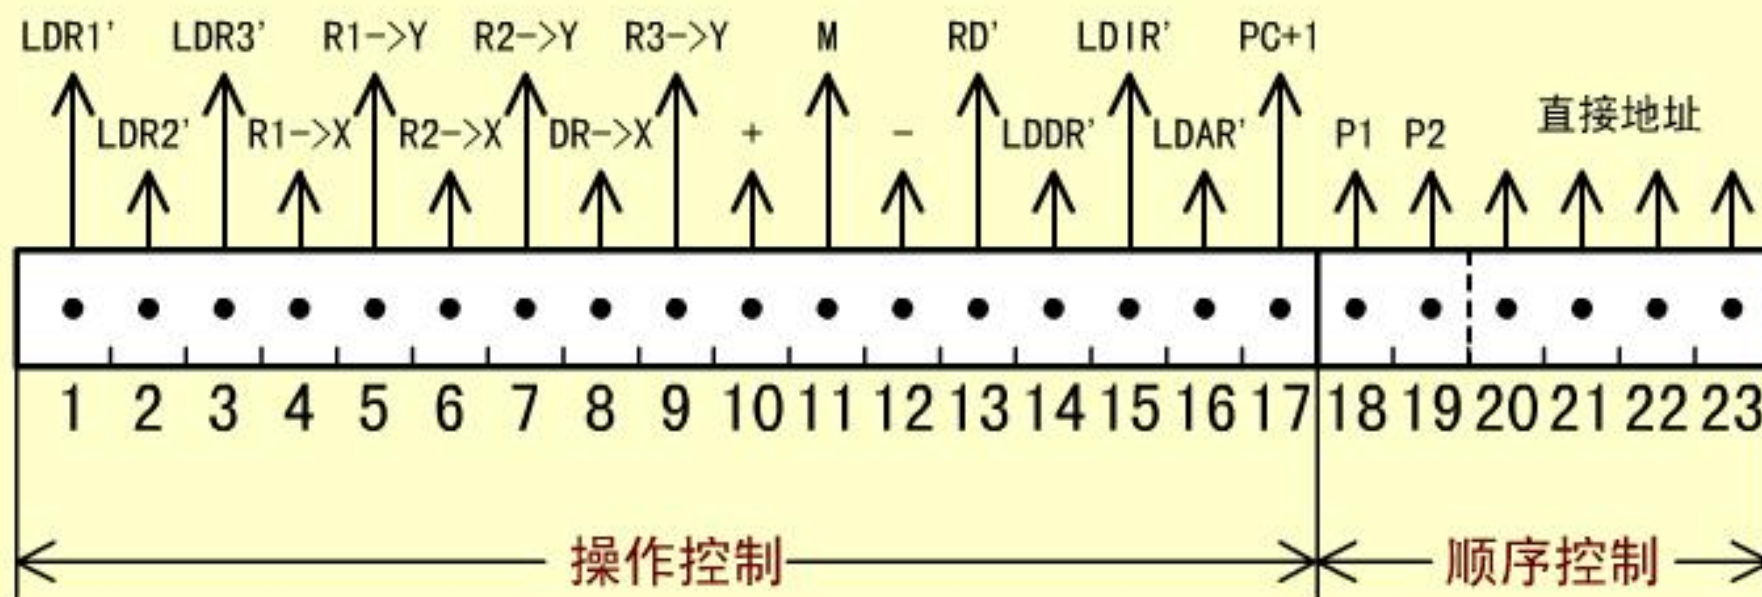 LDR1' LDR3' R1->Y R2->Y R3->Y M RD' LDIR' PC+1
LDR2' R1->X R2->X DR->X + - LDDR' LDAR' P1 P2 直接地址
1 2 3 4 5 6 7 8 9 10 11 12 13 14 15 16 17 18 19 20 21 22 23
操作控制 顺序控制